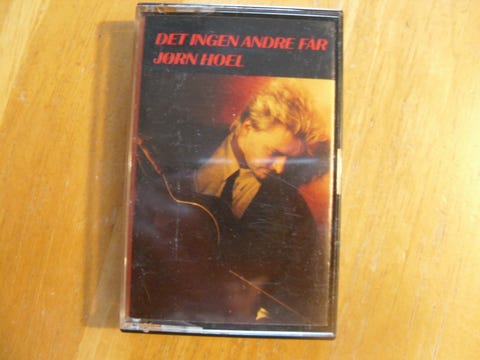 DET INGEN ANDRE FÅR
JØRN HOEL